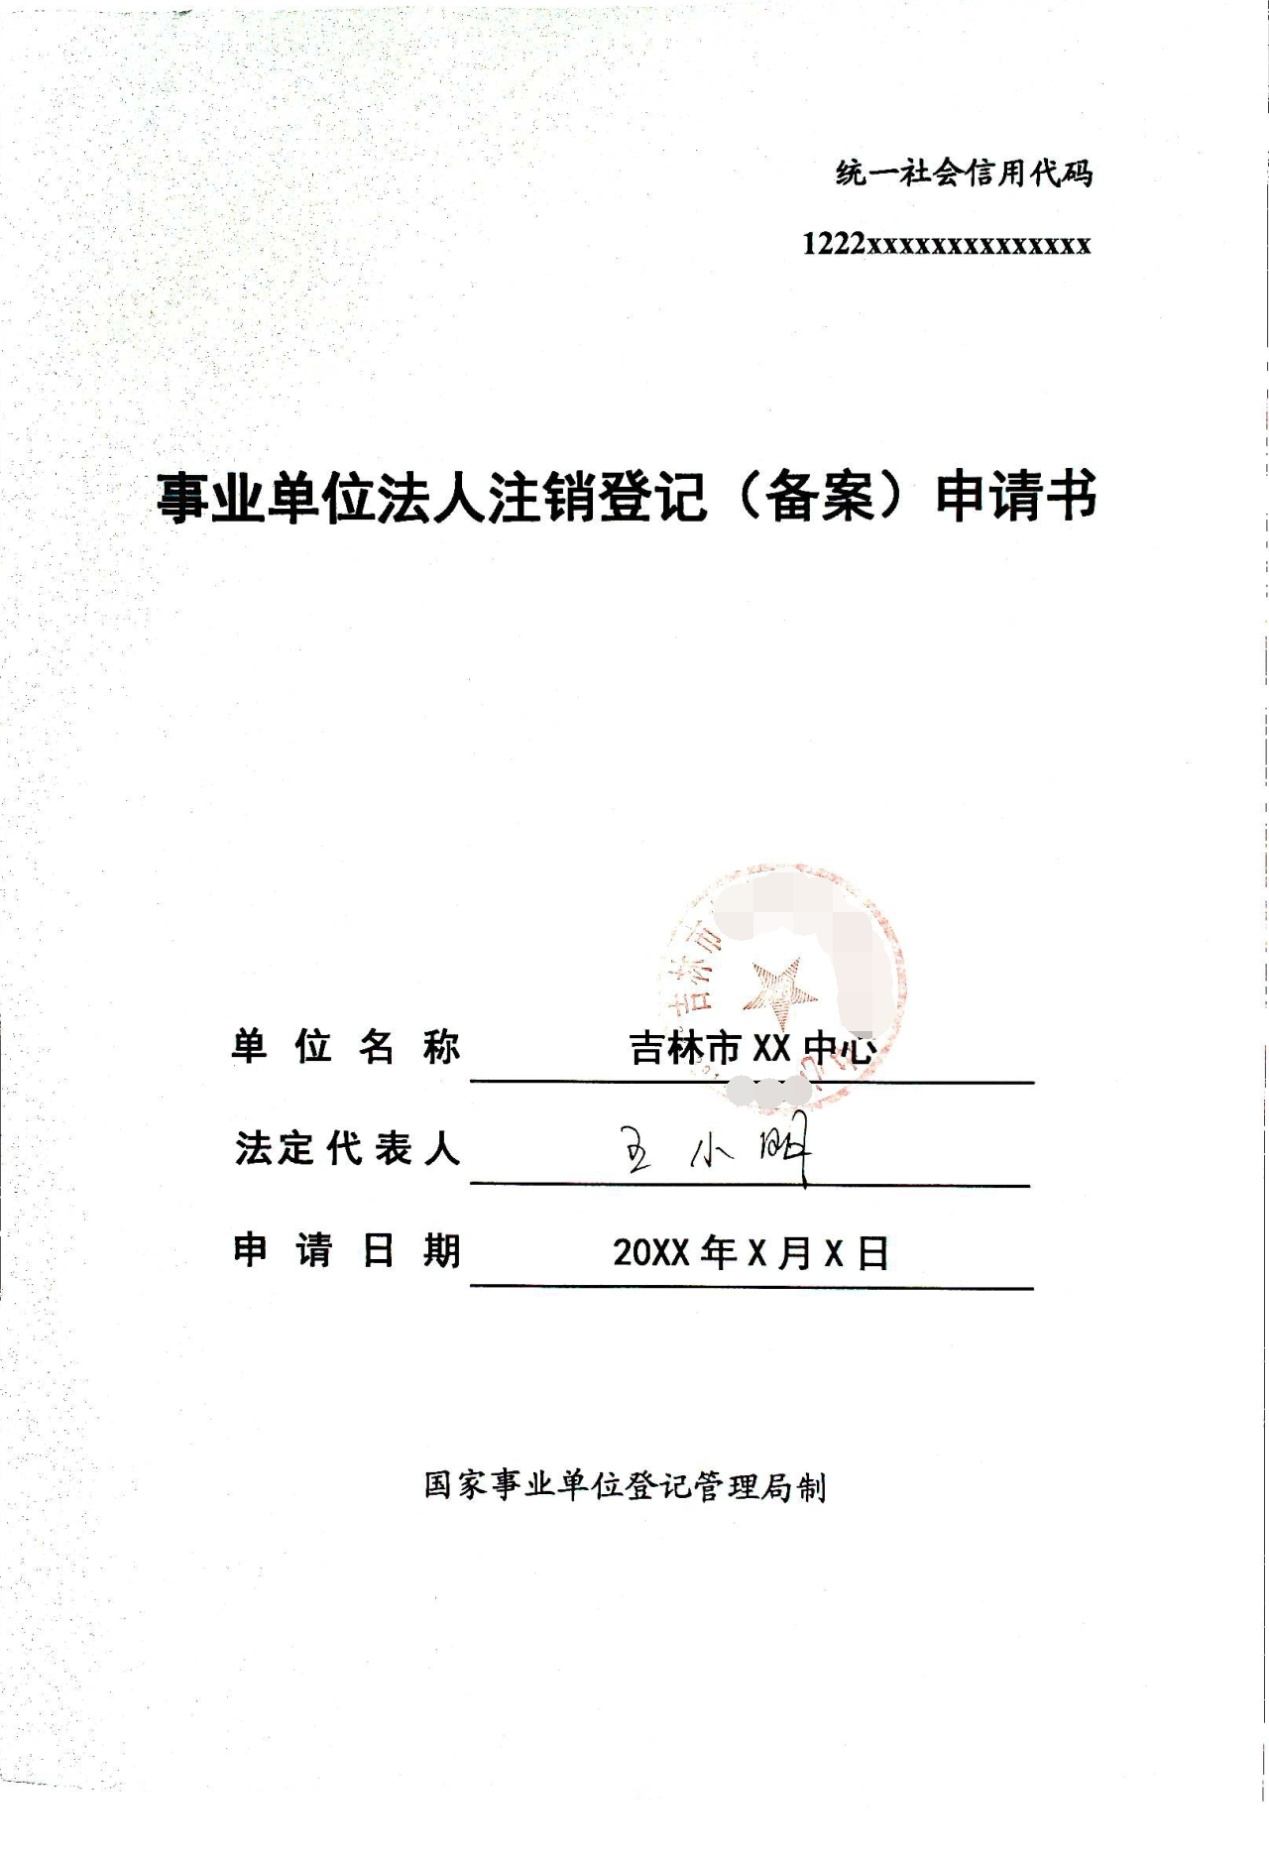 统一社会信用代码
1222xxxxxxxxxxxxxx
事业单位法人注销登记（备案）申请书
吉林市
单位名称 吉林市XX中心
法定代表人 王小明
申请日期 20XX年X月X日
国家事业单位登记管理局制